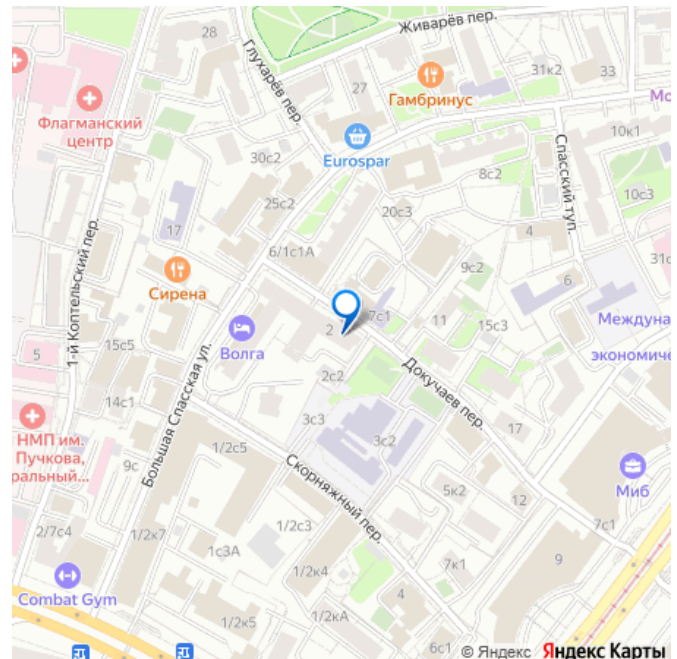 Живарёв пер.
28
Глухарёв пер.
31к2
33
27
Гамбринус
Флагманский
центр
Мо
10к1
Eurospar
30с2
8с2
Спасский туп.
1-й Коптельский пер.
25с2
20с3
10с3
17
4
6/1с1А
31с
9с2
Сирена
6
7с1
2
11
15с3
Междуна
Волга
15с5
экономиче
5
2с2
Докучаев пер.
14с1
Большая Спасская ул.
3с3
17
НМП им.
Пучкова,
ральный...
1/2с5
3с2
9с
Скорняжный пер.
Миб
5к2
12
2/7с4
1/2к7
1/2с3
7с1
1с3А
9
7к1
1/2к4
Combat Gym
4
1/2к5
1/2кА
6с1
© Яндекс Яндекс Карты